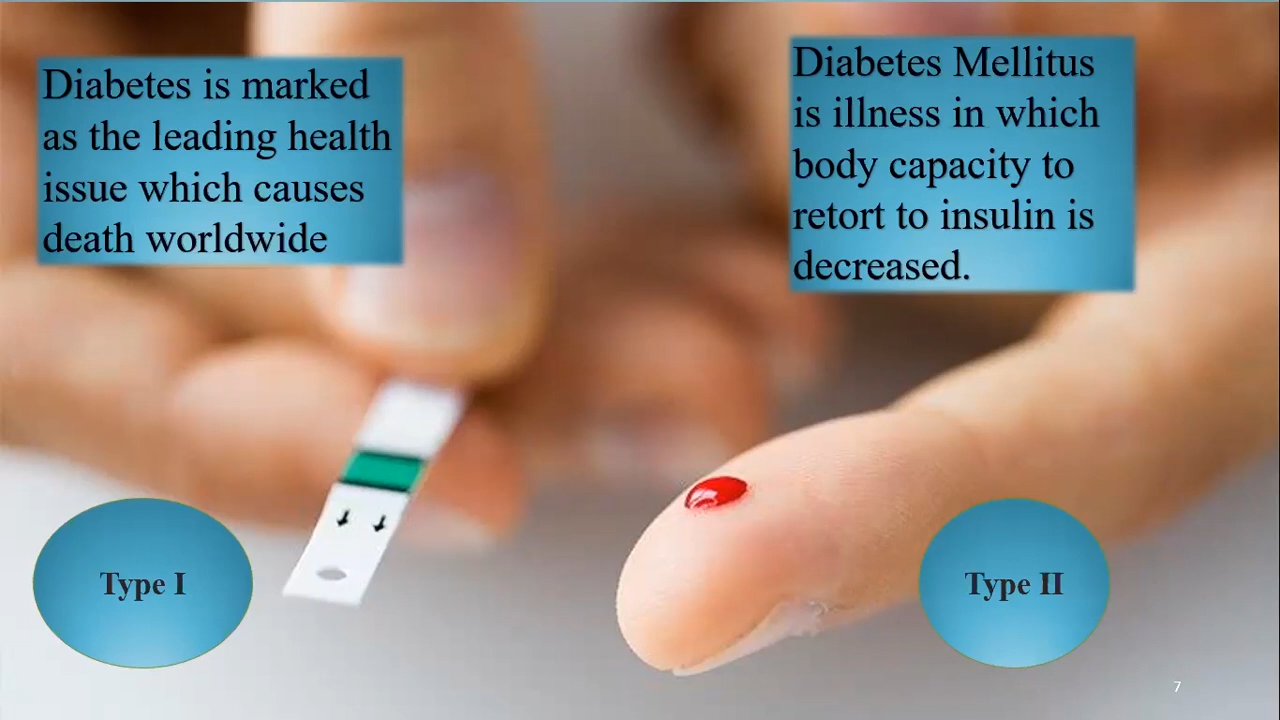 Diabetes is marked
as the leading health
issue which causes
death worldwide
Diabetes Mellitus
is illness in which
body capacity to
retort to insulin is
decreased.
Type I
Type II
7